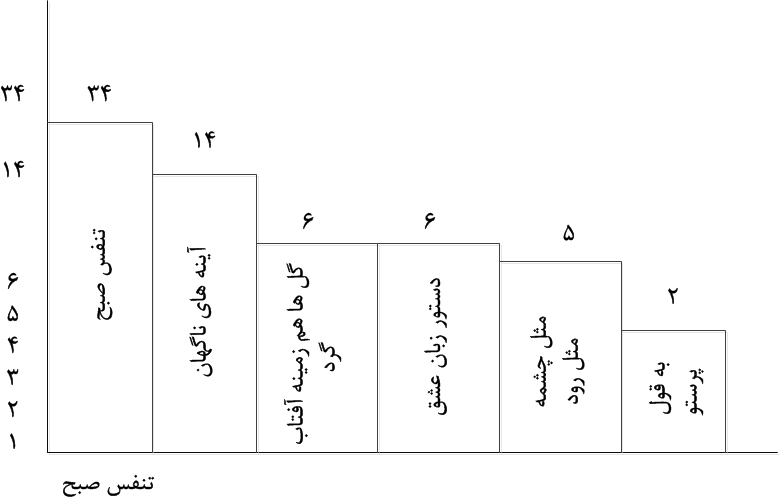 ۳۴
۱۴
۶
۵
۴
۳
۲
۱
۳۴
۱۴
۶
۶
۵
۲
تنفس صبح
آینه های ناگهان
گل ها هم زمینه آفتاب
گرد
دستور زبان عشق
مثل چشمه
مثل رود
به قول
پرستو
تنفس صبح